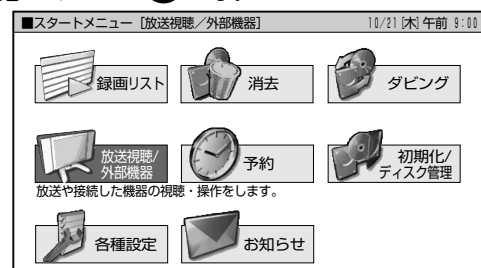 ■スタートメニュー［放送視聴／外部機器］ 10/21[木]午前 9:00
録画リスト 消去 ダビング
放送視聴/
外部機器 予約 初期化/
ディスク管理
放送や接続した機器の視聴・操作をします。
各種設定 お知らせ